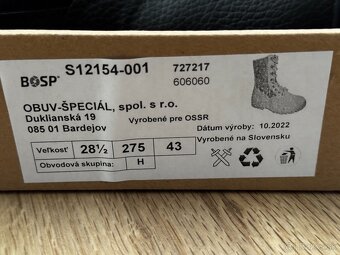 BOSP S12154-001 727217
606060
OBUV-ŠPECIÁL, spol. s r.o.
Duklianská 19 Vyrobené pre OSSR
085 01 Bardejov
Dátum výroby: 10.2022
Vyrobené na Slovensku
Veľkosť 28½ 275 43
Obvodová skupina: H